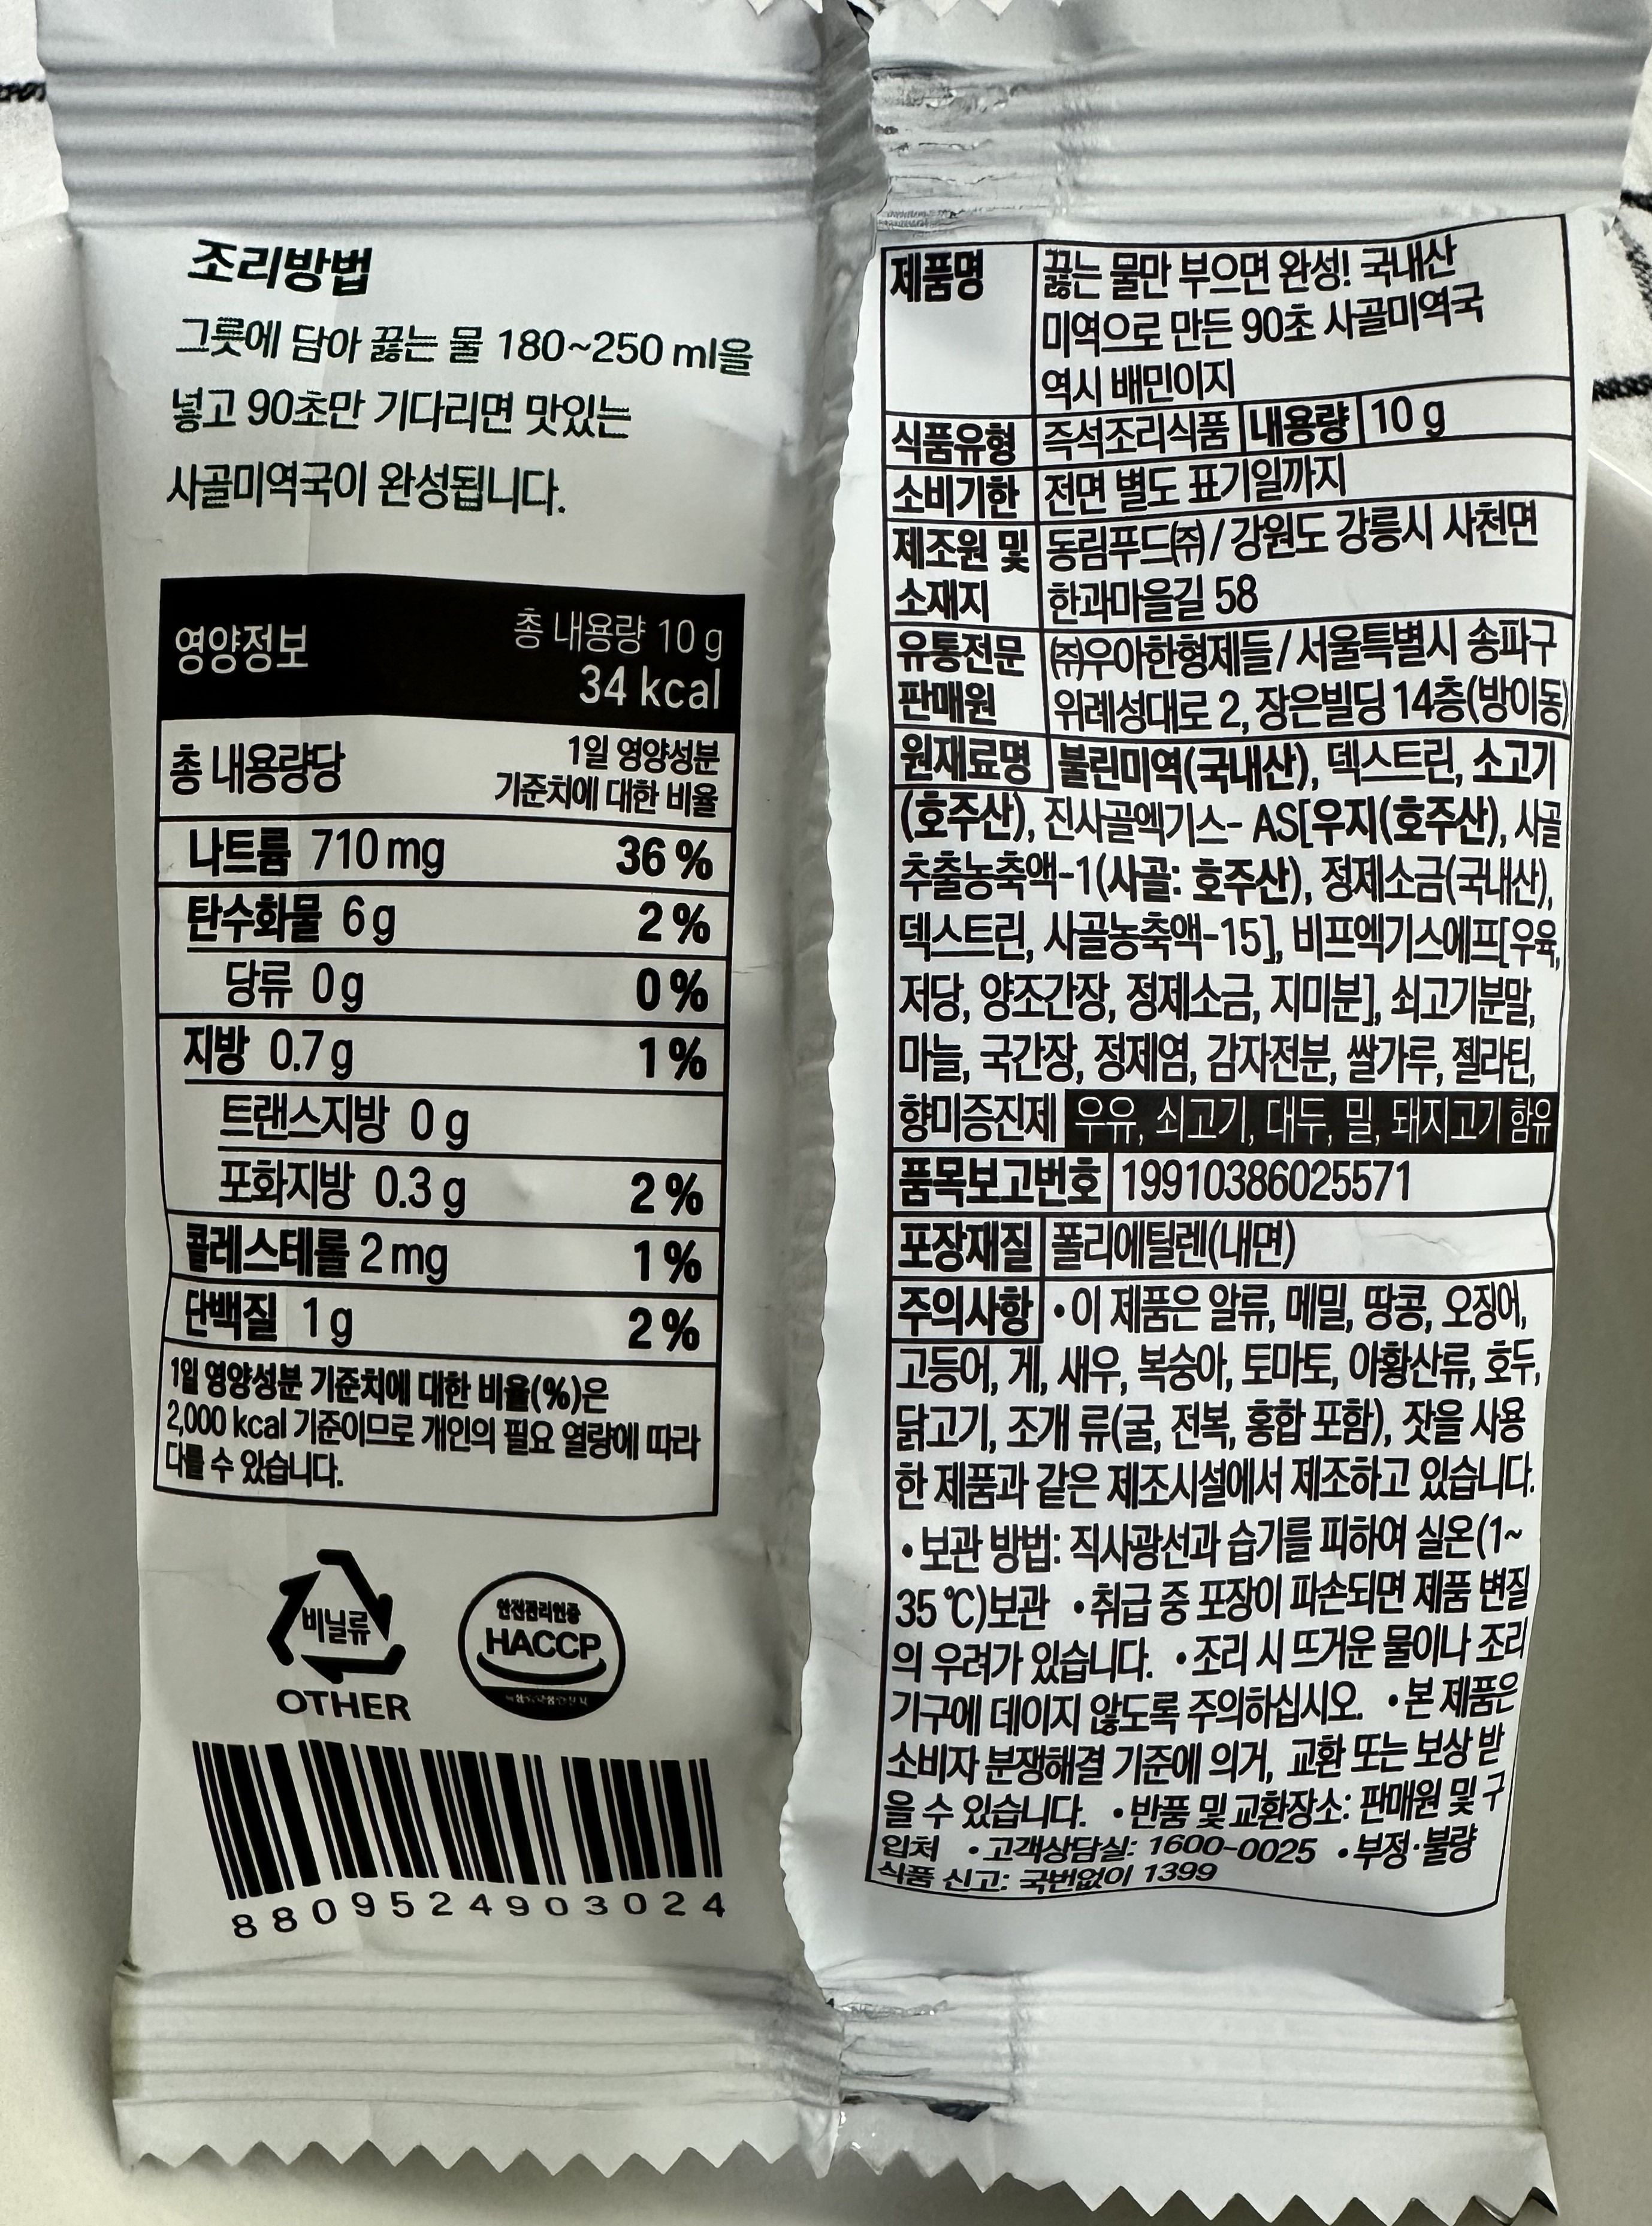 조리방법
그릇에 담아 끓는 물 180~250 ml을
넣고 90초만 기다리면 맛있는
사골미역국이 완성됩니다.
영양정보
총 내용량 10 g
34 kcal
총 내용량당
1일 영양성분
기준치에 대한 비율
나트륨 710 mg 36 %
탄수화물 6 g 2 %
당류 0 g 0 %
지방 0.7 g 1 %
트랜스지방 0 g
포화지방 0.3 g 2 %
콜레스테롤 2 mg 1 %
단백질 1 g 2 %
1일 영양성분 기준치에 대한 비율(%)은
2,000 kcal 기준이므로 개인의 필요 열량에 따라
다를 수 있습니다.
비닐류
OTHER
안전관리인증
HACCP
8809524903024
제품명 끓는 물만 부으면 완성! 국내산
미역으로 만든 90초 사골미역국
역시 배민이지
식품유형 즉석조리식품 내용량 10 g
소비기한 전면 별도 표기일까지
제조원 및 동림푸드㈜ / 강원도 강릉시 사천면
소재지 한과마을길 58
유통전문 ㈜우아한형제들 / 서울특별시 송파구
판매원 위례성대로 2, 장은빌딩 14층(방이동)
원재료명 불린미역(국내산), 덱스트린, 소고기
(호주산), 진사골엑기스- AS[우지(호주산), 사골
추출농축액-1(사골: 호주산), 정제소금(국내산),
덱스트린, 사골농축액-15], 비프엑기스에프[우육,
저당, 양조간장, 정제소금, 지미분], 쇠고기분말,
마늘, 국간장, 정제염, 감자전분, 쌀가루, 젤라틴,
향미증진제 우유, 쇠고기, 대두, 밀, 돼지고기 함유
품목보고번호 19910386025571
포장재질 폴리에틸렌(내면)
주의사항 • 이 제품은 알류, 메밀, 땅콩, 오징어,
고등어, 게, 새우, 복숭아, 토마토, 아황산류, 호두,
닭고기, 조개 류(굴, 전복, 홍합 포함), 잣을 사용
한 제품과 같은 제조시설에서 제조하고 있습니다.
• 보관 방법: 직사광선과 습기를 피하여 실온(1~
35 ℃)보관 • 취급 중 포장이 파손되면 제품 변질
의 우려가 있습니다. • 조리 시 뜨거운 물이나 조리
기구에 데이지 않도록 주의하십시오. • 본 제품은
소비자 분쟁해결 기준에 의거, 교환 또는 보상 받
을 수 있습니다. • 반품 및 교환장소: 판매원 및 구
입처 • 고객상담실: 1600-0025 • 부정·불량
식품 신고: 국번없이 1399